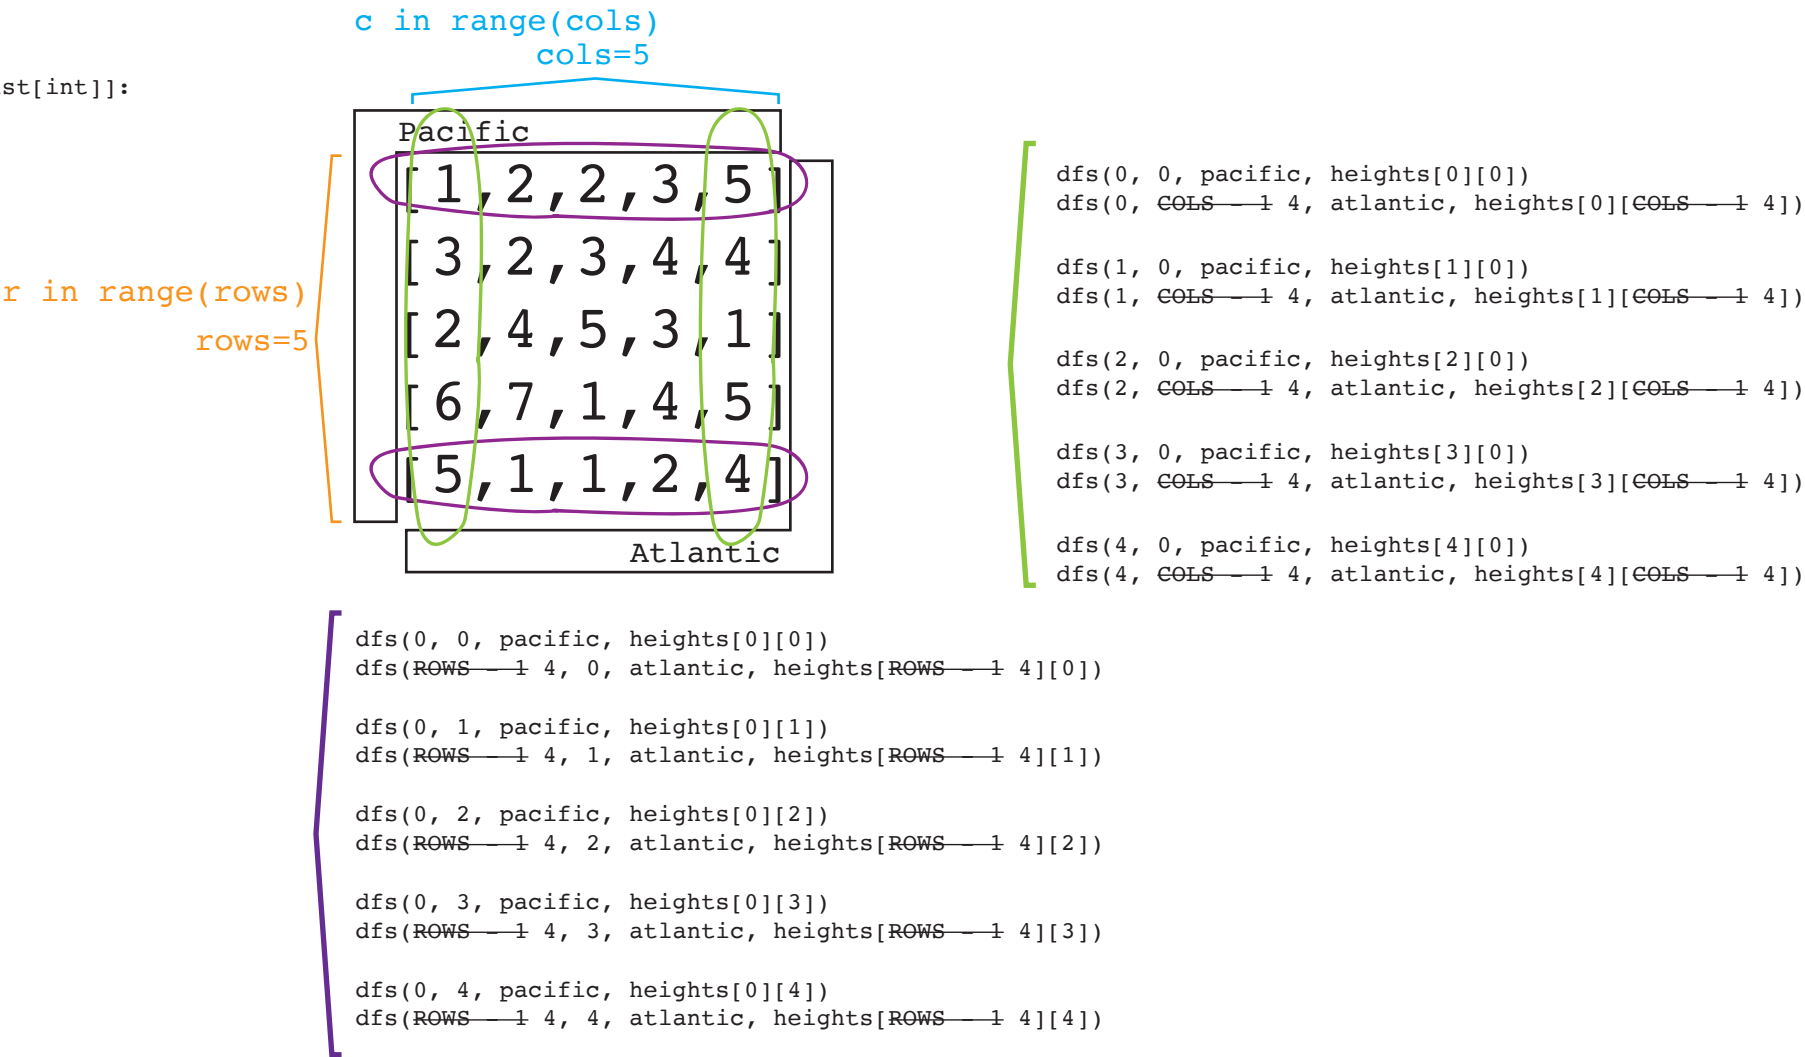 c in range(cols)
cols=5
st[int]]:
Pacific
[1,2,2,3,5]
[3,2,3,4,4]
r in range(rows)
[2,4,5,3,1]
rows=5
[6,7,1,4,5]
[5,1,1,2,4]
Atlantic
dfs(0, 0, pacific, heights[0][0])
dfs(0, COLS - 1 4, atlantic, heights[0][COLS - 1 4])
dfs(1, 0, pacific, heights[1][0])
dfs(1, COLS - 1 4, atlantic, heights[1][COLS - 1 4])
dfs(2, 0, pacific, heights[2][0])
dfs(2, COLS - 1 4, atlantic, heights[2][COLS - 1 4])
dfs(3, 0, pacific, heights[3][0])
dfs(3, COLS - 1 4, atlantic, heights[3][COLS - 1 4])
dfs(4, 0, pacific, heights[4][0])
dfs(4, COLS - 1 4, atlantic, heights[4][COLS - 1 4])
dfs(0, 0, pacific, heights[0][0])
dfs(ROWS - 1 4, 0, atlantic, heights[ROWS - 1 4][0])
dfs(0, 1, pacific, heights[0][1])
dfs(ROWS - 1 4, 1, atlantic, heights[ROWS - 1 4][1])
dfs(0, 2, pacific, heights[0][2])
dfs(ROWS - 1 4, 2, atlantic, heights[ROWS - 1 4][2])
dfs(0, 3, pacific, heights[0][3])
dfs(ROWS - 1 4, 3, atlantic, heights[ROWS - 1 4][3])
dfs(0, 4, pacific, heights[0][4])
dfs(ROWS - 1 4, 4, atlantic, heights[ROWS - 1 4][4])